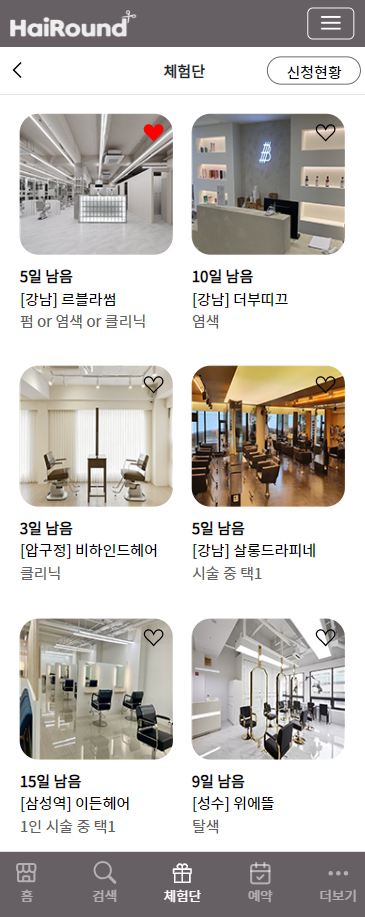 HaiRound
체험단
신청현황
5일 남음
[강남] 르블라썸
펌 or 염색 or 클리닉
10일 남음
[강남] 더부띠끄
염색
3일 남음
[압구정] 비하인드헤어
클리닉
5일 남음
[강남] 살롱드라피네
시술 중 택1
15일 남음
[삼성역] 이든헤어
1인 시술 중 택1
9일 남음
[성수] 위에뜰
탈색
홈
검색
체험단
예약
더보기